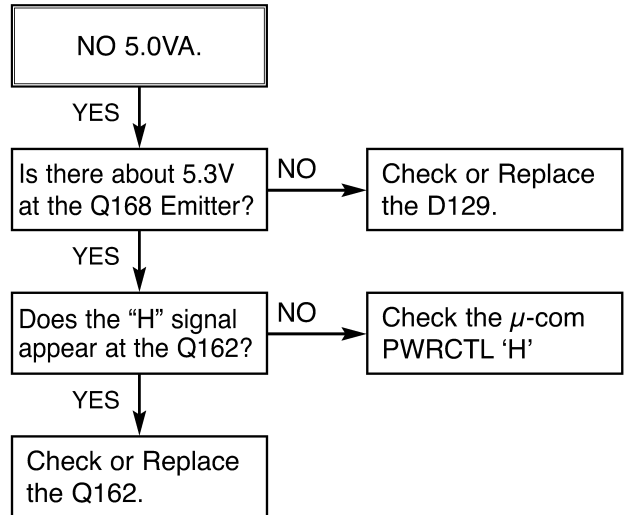 NO 5.0VA.
YES
Is there about 5.3V
at the Q168 Emitter?
NO
Check or Replace
the D129.
YES
Does the “H” signal
appear at the Q162?
NO
Check the µ-com
PWRCTL ‘H’
YES
Check or Replace
the Q162.